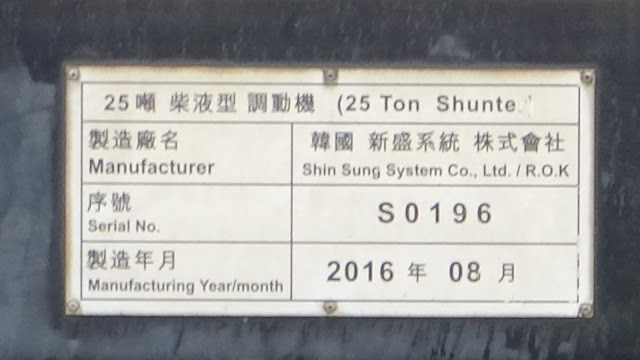 25噸 柴液型 調動機 (25 Ton Shunte
製造廠名
Manufacturer
韓國 新盛系統 株式會社
Shin Sung System Co., Ltd. / R.O.K
序號
Serial No.
S0196
製造年月
Manufacturing Year/month
2016 年 08 月